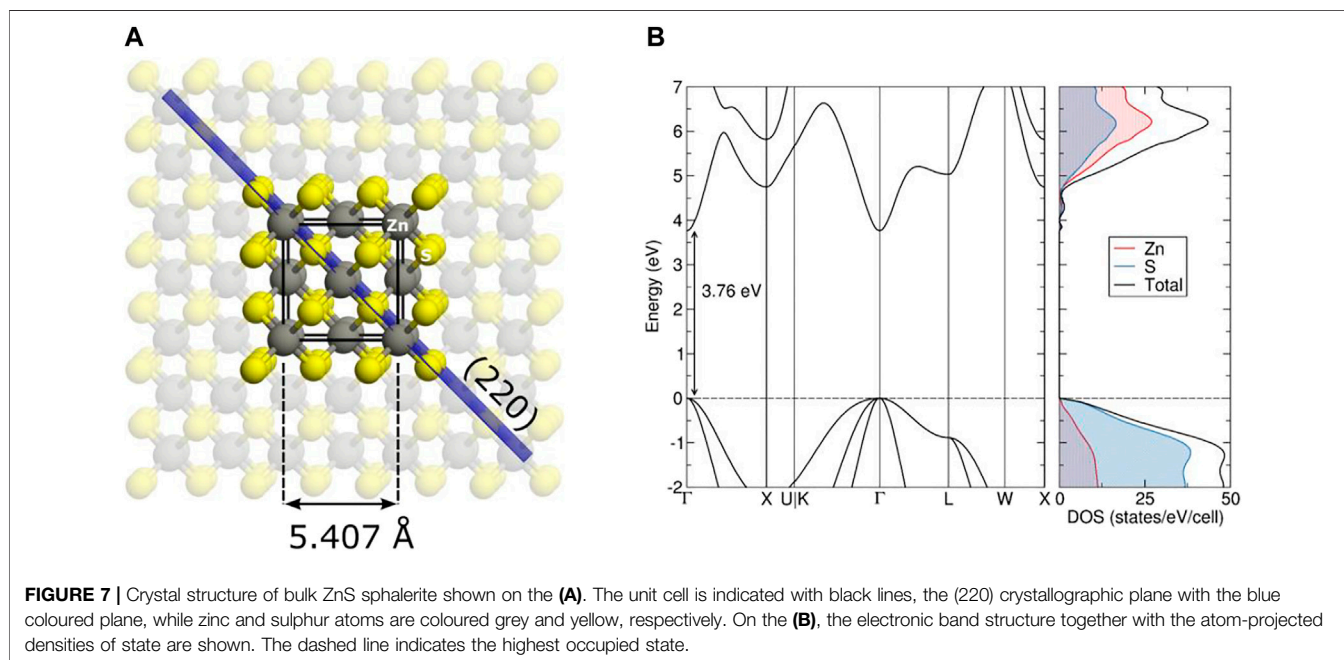 A
B
Zn
S
(220)
5.407 Å
7
6
5
4
3
2
1
0
-1
-2
Energy (eV)
3.76 eV
Γ X U|K Γ L W X
Zn
S
Total
0 25 50
DOS (states/eV/cell)
FIGURE 7 | Crystal structure of bulk ZnS sphalerite shown on the (A). The unit cell is indicated with black lines, the (220) crystallographic plane with the blue
coloured plane, while zinc and sulphur atoms are coloured grey and yellow, respectively. On the (B), the electronic band structure together with the atom-projected
densities of state are shown. The dashed line indicates the highest occupied state.